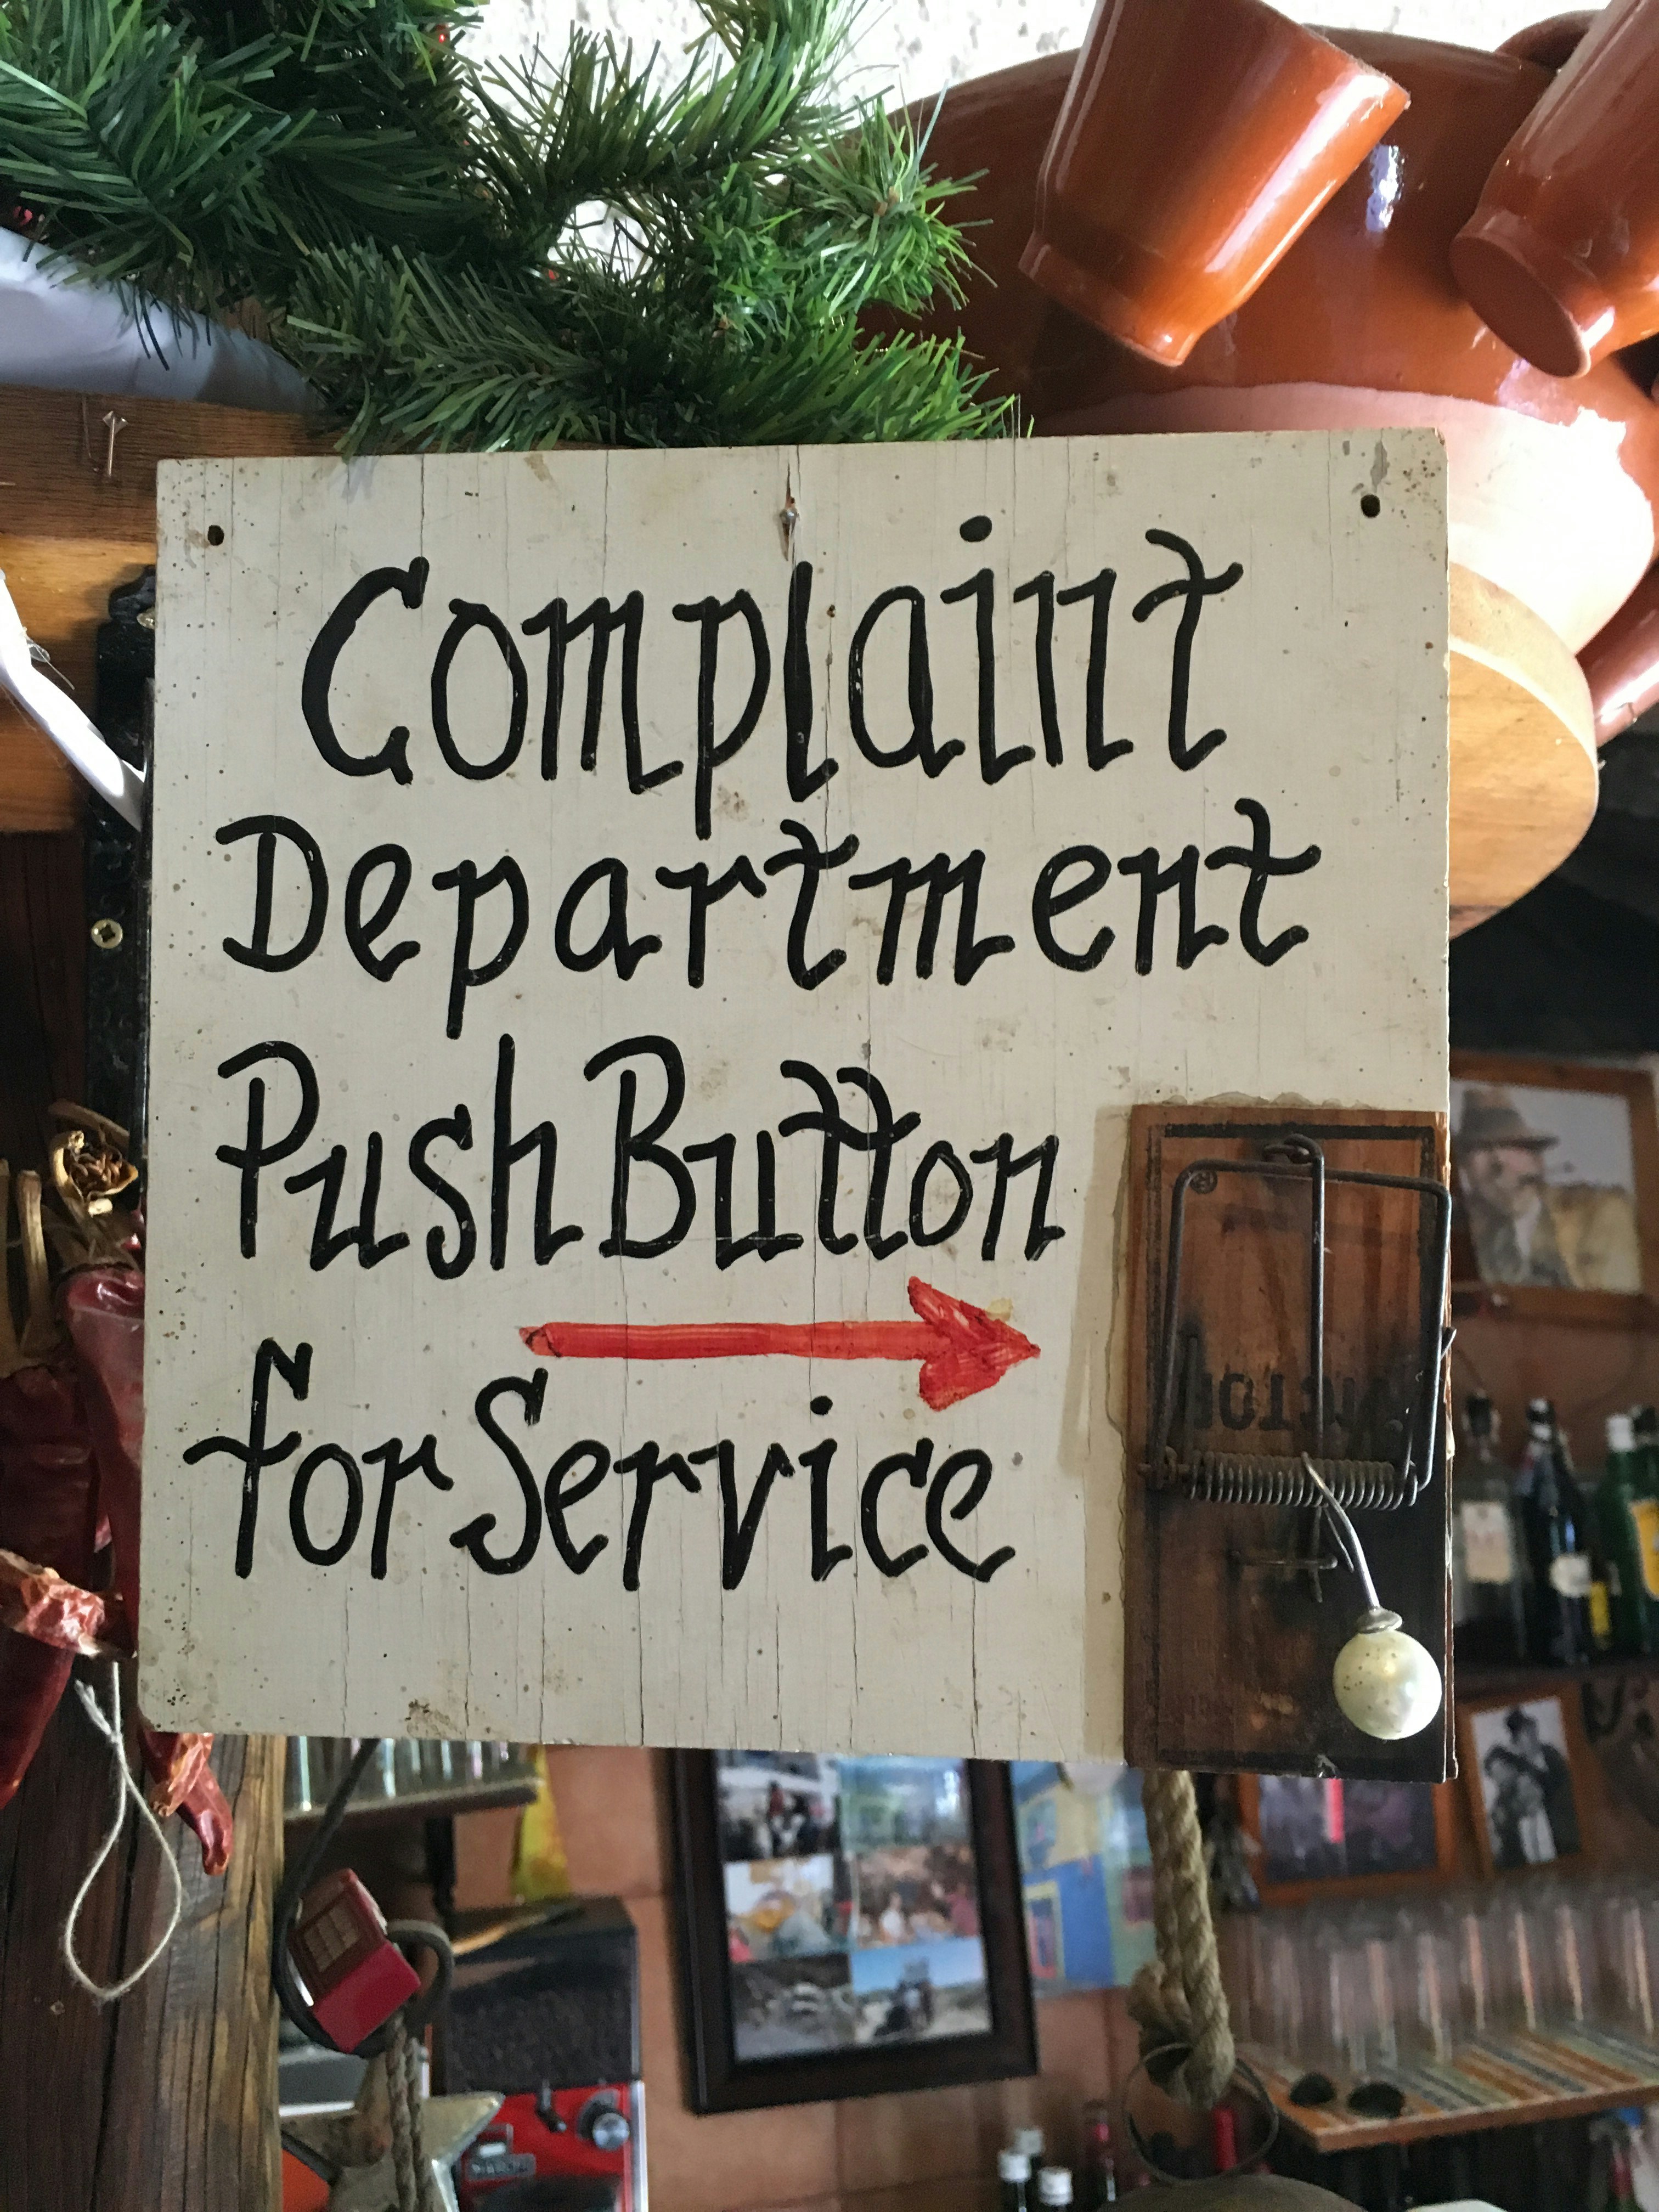 Complaint
Department
Push Button
for Service